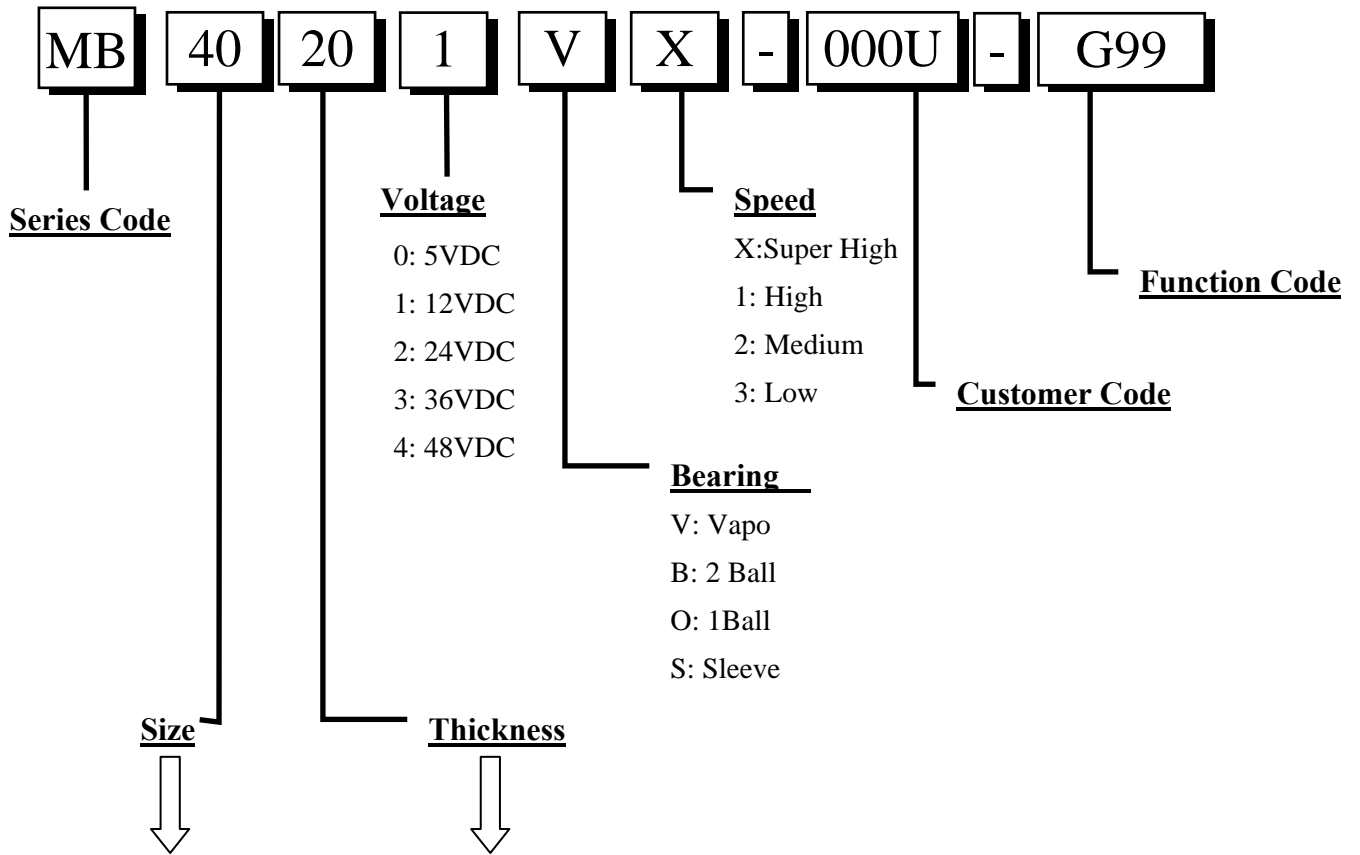 MB 40 20 1 V X - 000U - G99
Series Code
Voltage
0: 5VDC
1: 12VDC
2: 24VDC
3: 36VDC
4: 48VDC
Speed
X:Super High
1: High
2: Medium
3: Low
Function Code
Customer Code
Bearing
V: Vapo
B: 2 Ball
O: 1Ball
S: Sleeve
Size
Thickness